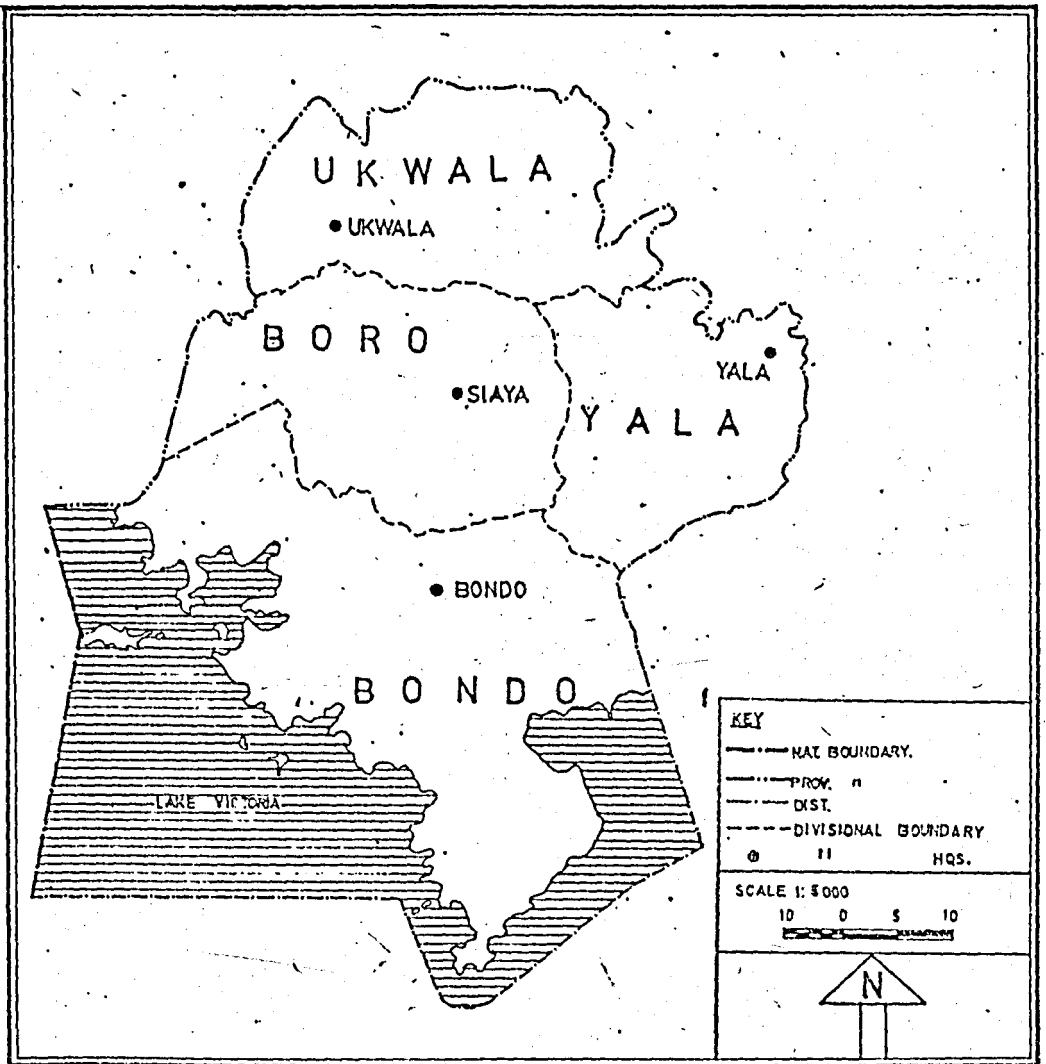 UKWALA
UKWALA
BORO
SIAYA
YALA
YALA
BONDO
BONDO
LAKE VICTORIA
KEY
NAT. BOUNDARY.
PROV. "
DIST.
DIVISIONAL BOUNDARY
" HQS.
SCALE 1: 5000
10 0 5 10
N